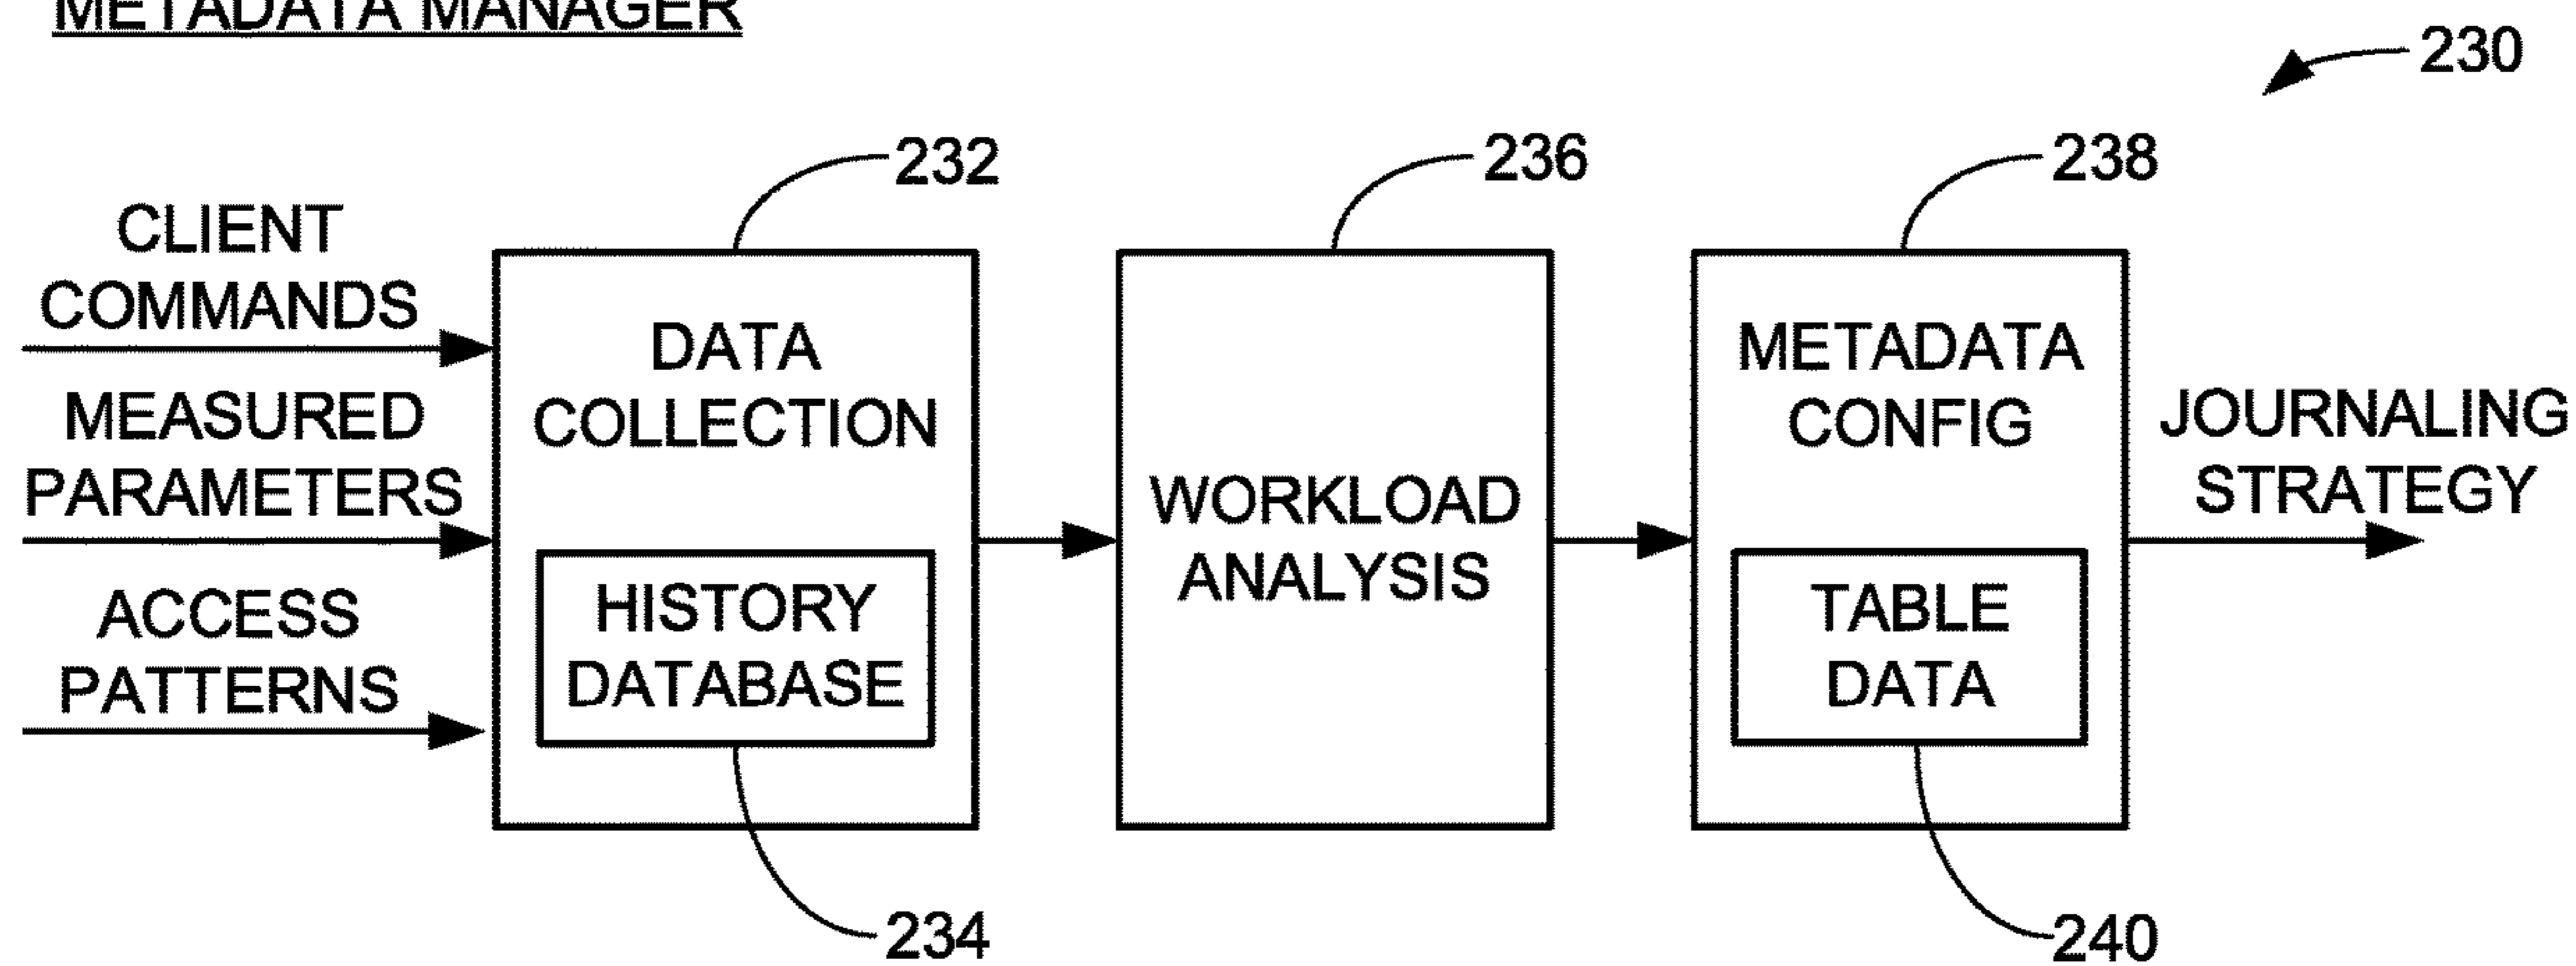 METADATA MANAGER
230
232
236
238
CLIENT
COMMANDS
MEASURED
PARAMETERS
ACCESS
PATTERNS
DATA
COLLECTION
HISTORY
DATABASE
WORKLOAD
ANALYSIS
METADATA
CONFIG
TABLE
DATA
JOURNALING
STRATEGY
234
240